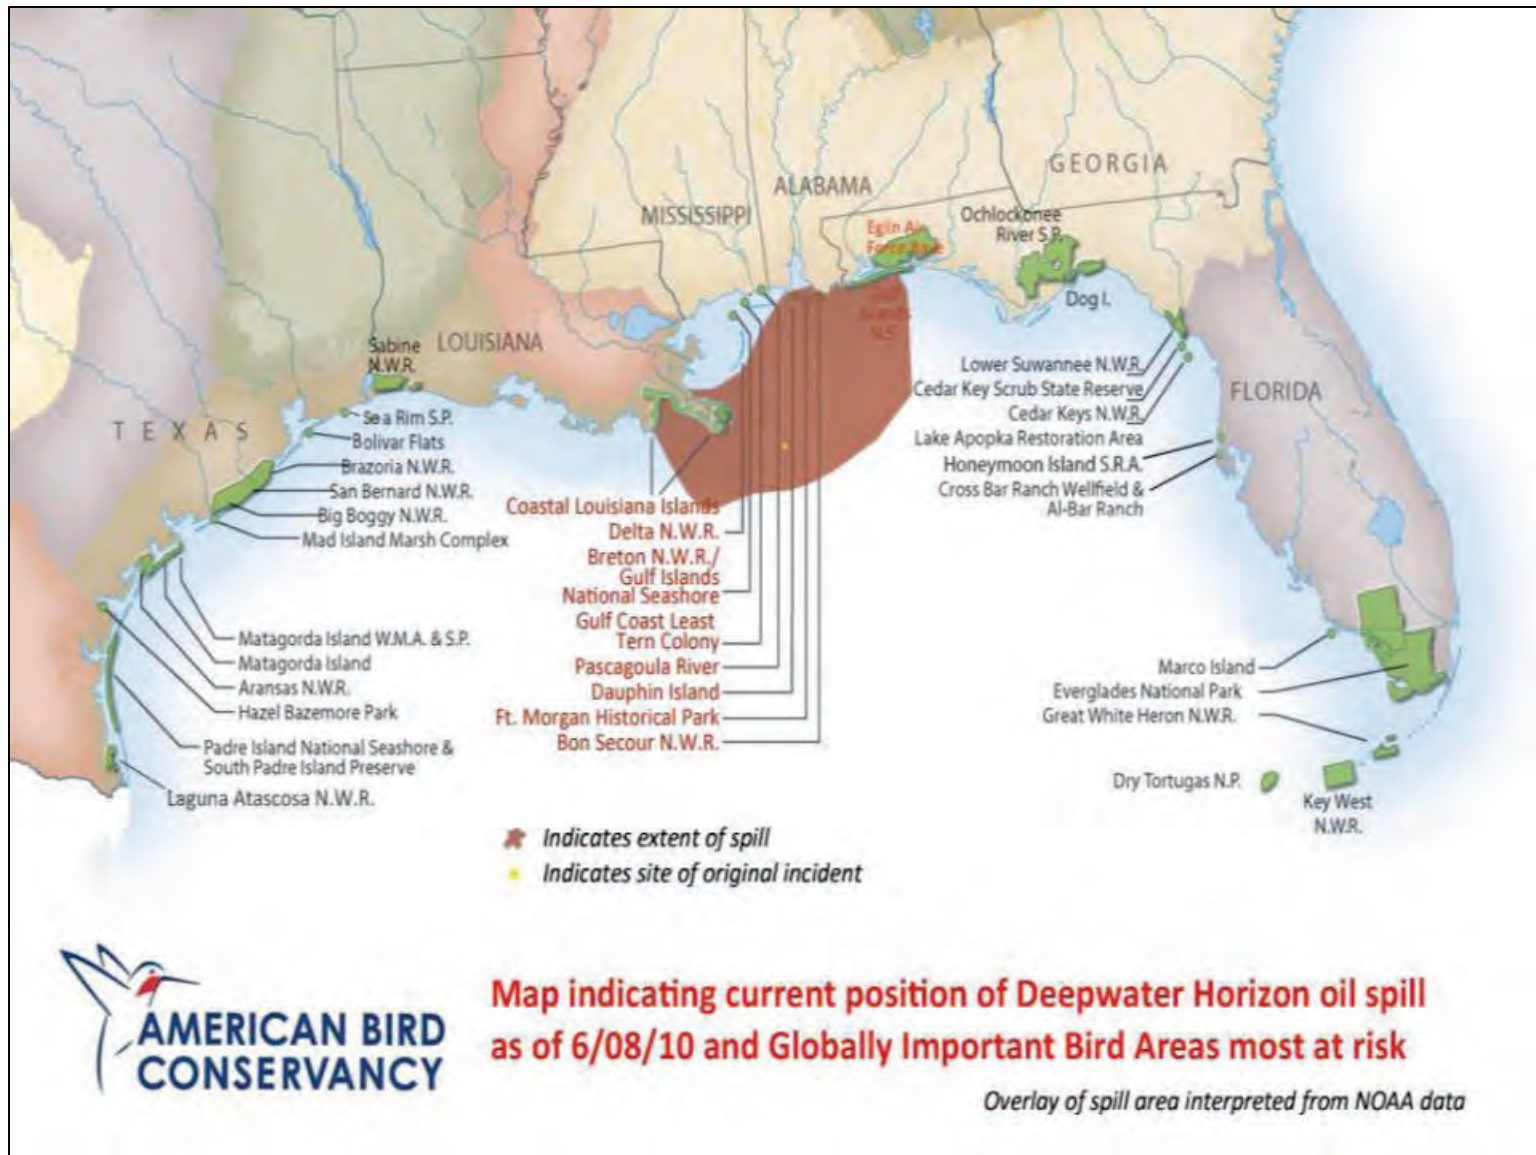 GEORGIA
ALABAMA
MISSISSIPPI
Ochlockonee
River S.P.
Eglin Air
Force Base
Dog I.
Islands
N.S.
Sabine
N.W.R.
LOUISIANA
TEXAS
Sea Rim S.P.
Bolivar Flats
Brazoria N.W.R.
San Bernard N.W.R.
Big Boggy N.W.R.
Mad Island Marsh Complex
Matagorda Island W.M.A. & S.P.
Matagorda Island
Aransas N.W.R.
Hazel Bazemore Park
Padre Island National Seashore &
South Padre Island Preserve
Laguna Atascosa N.W.R.
Coastal Louisiana Islands
Delta N.W.R.
Breton N.W.R./
Gulf Islands
National Seashore
Gulf Coast Least
Tern Colony
Pascagoula River
Dauphin Island
Ft. Morgan Historical Park
Bon Secour N.W.R.
Lower Suwannee N.W.R.
Cedar Key Scrub State Reserve
Cedar Keys N.W.R.
Lake Apopka Restoration Area
Honeymoon Island S.R.A.
Cross Bar Ranch Wellfield &
Al-Bar Ranch
FLORIDA
Marco Island
Everglades National Park
Great White Heron N.W.R.
Dry Tortugas N.P.
Key West
N.W.R.
Indicates extent of spill
Indicates site of original incident
AMERICAN BIRD
CONSERVANCY
Map indicating current position of Deepwater Horizon oil spill
as of 6/08/10 and Globally Important Bird Areas most at risk
Overlay of spill area interpreted from NOAA data